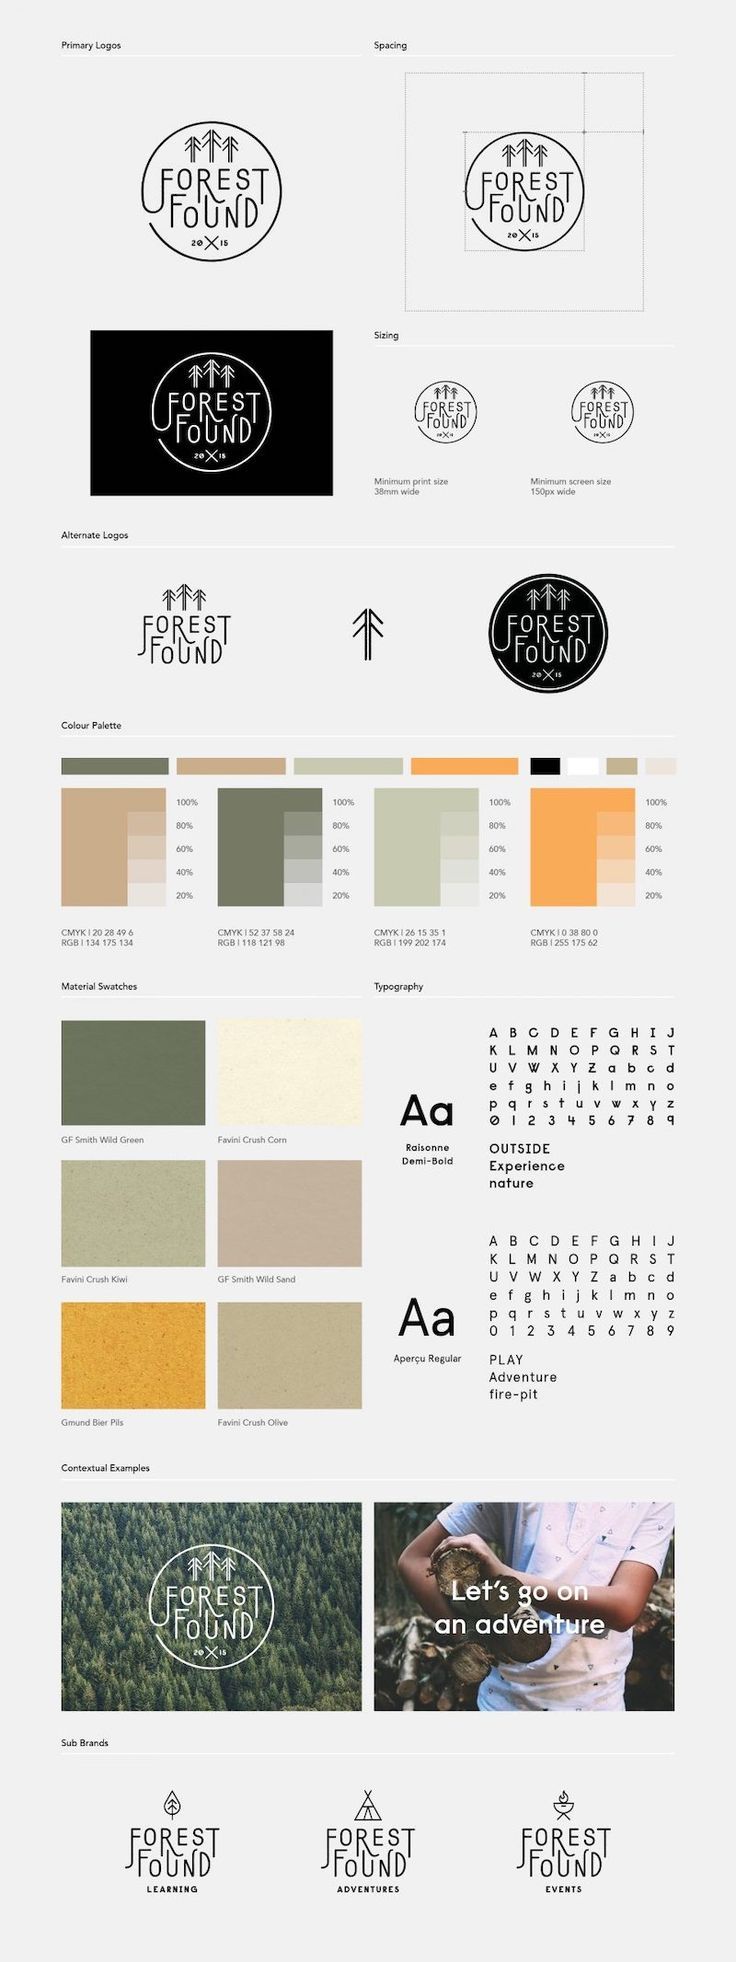 Primary Logos
Spacing
FOREST
FOUND
20 X 15
FOREST
FOUND
20 X 15
FOREST
FOUND
20 X 15
Sizing
FOREST
FOUND
20 X 15
FOREST
FOUND
20 X 15
Minimum print size
38mm wide
Minimum screen size
150px wide
Alternate Logos
FOREST
FOUND
FOREST
FOUND
20 X 15
Colour Palette
100%
80%
60%
40%
20%
CMYK | 20 28 49 6
RGB | 134 175 134
100%
80%
60%
40%
20%
CMYK | 52 37 58 24
RGB | 118 121 98
100%
80%
60%
40%
20%
CMYK | 26 15 35 1
RGB | 199 202 174
100%
80%
60%
40%
20%
CMYK | 0 38 80 0
RGB | 255 175 62
Material Swatches
GF Smith Wild Green
Favini Crush Corn
Favini Crush Kiwi
GF Smith Wild Sand
Gmund Bier Pils
Favini Crush Olive
Typography
Aa
Raisonne
Demi-Bold
A B C D E F G H I J
K L M N O P Q R S T
U V W X Y Z a b c d
e f g h i j k l m n o
p q r s t u v w x y z
0 1 2 3 4 5 6 7 8 9
OUTSIDE
Experience
nature
Aa
Aperçu Regular
A B C D E F G H I J
K L M N O P Q R S T
U V W X Y Z a b c d
e f g h i j k l m n o
p q r s t u v w x y z
0 1 2 3 4 5 6 7 8 9
PLAY
Adventure
fire-pit
Contextual Examples
FOREST
FOUND
20 X 15
Let's go on
an adventure
Sub Brands
FOREST
FOUND
LEARNING
FOREST
FOUND
ADVENTURES
FOREST
FOUND
EVENTS